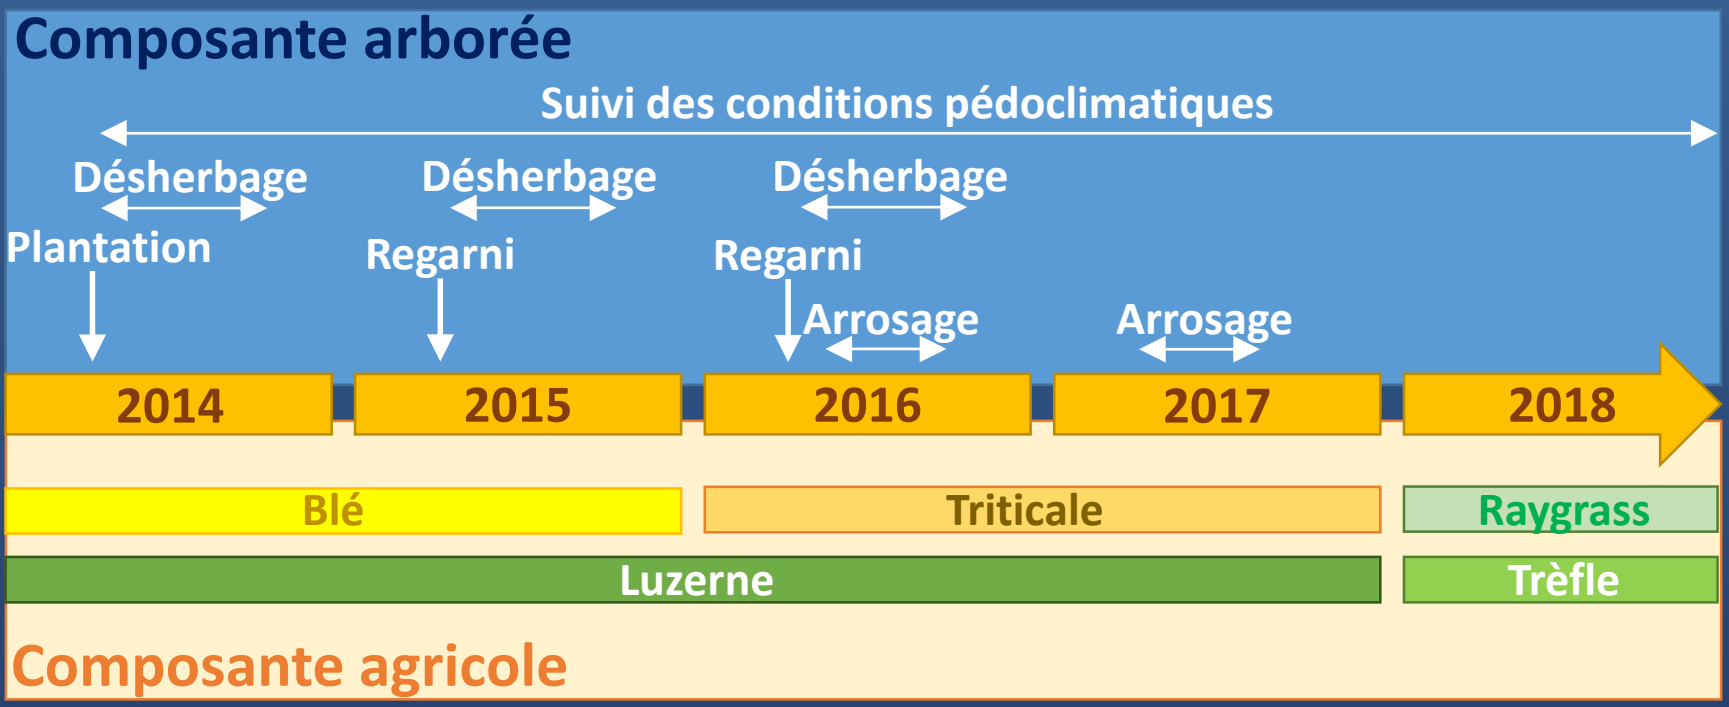 Composante arborée
Suivi des conditions pédoclimatiques
Désherbage
Désherbage
Désherbage
Plantation
Regarni
Regarni
Arrosage
Arrosage
2014
2015
2016
2017
2018
Blé
Triticale
Raygrass
Luzerne
Trèfle
Composante agricole